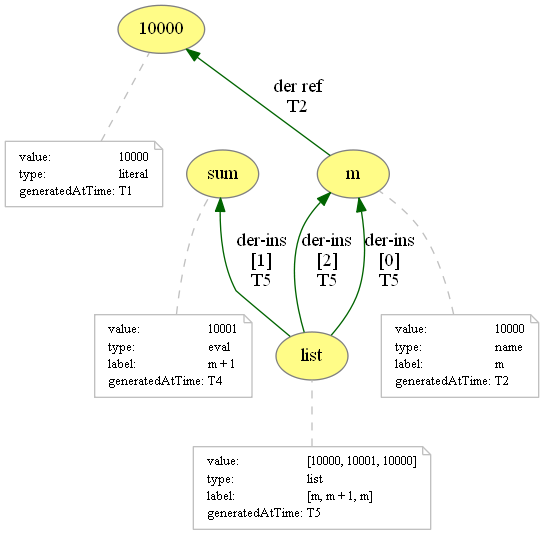 10000
der ref
T2
value: 10000
type: literal
generatedAtTime: T1
sum
m
der-ins
[1]
T5
der-ins
[2]
T5
der-ins
[0]
T5
value: 10001
type: eval
label: m + 1
generatedAtTime: T4
list
value: 10000
type: name
label: m
generatedAtTime: T2
value: [10000, 10001, 10000]
type: list
label: [m, m + 1, m]
generatedAtTime: T5